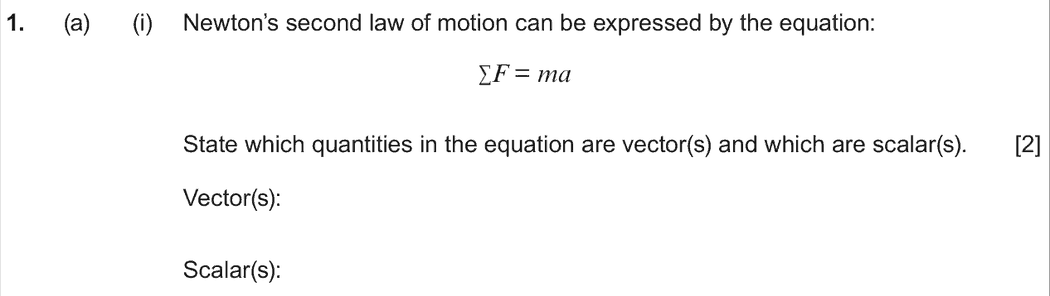 1. (a) (i) Newton’s second law of motion can be expressed by the equation:
∑F = ma
State which quantities in the equation are vector(s) and which are scalar(s). [2]
Vector(s):
Scalar(s):